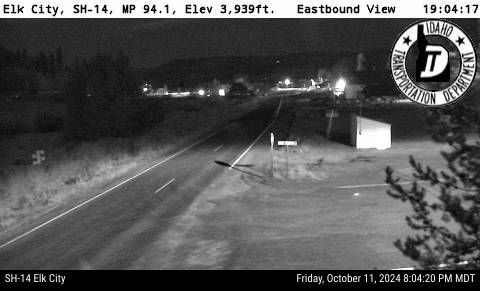 Elk City, SH-14, MP 94.1, Elev 3,939ft. Eastbound View 19:04:17
IDAHO
TRANSPORTATION DEPARTMENT
SH-14 Elk City Friday, October 11, 2024 8:04:20 PM MDT